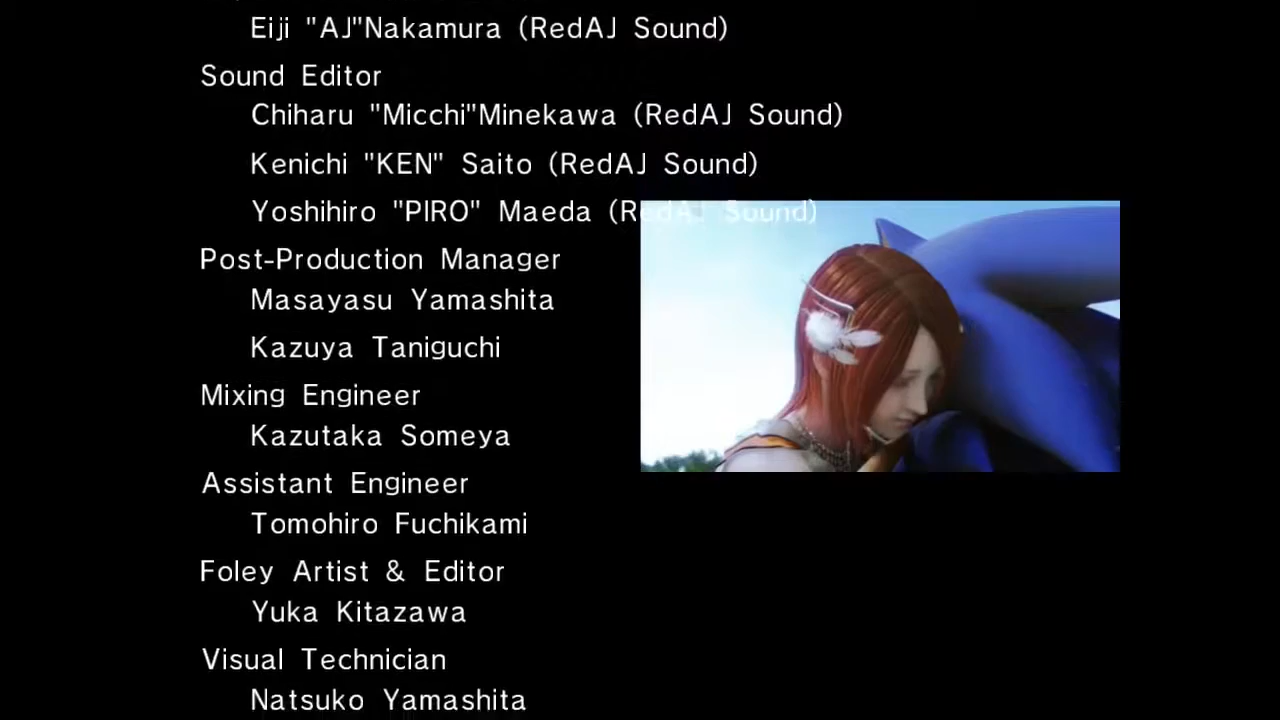 Eiji "AJ"Nakamura (RedAJ Sound)
Sound Editor
Chiharu "Micchi"Minekawa (RedAJ Sound)
Kenichi "KEN" Saito (RedAJ Sound)
Yoshihiro "PIRO" Maeda (RedAJ Sound)
Post-Production Manager
Masayasu Yamashita
Kazuya Taniguchi
Mixing Engineer
Kazutaka Someya
Assistant Engineer
Tomohiro Fuchikami
Foley Artist & Editor
Yuka Kitazawa
Visual Technician
Natsuko Yamashita